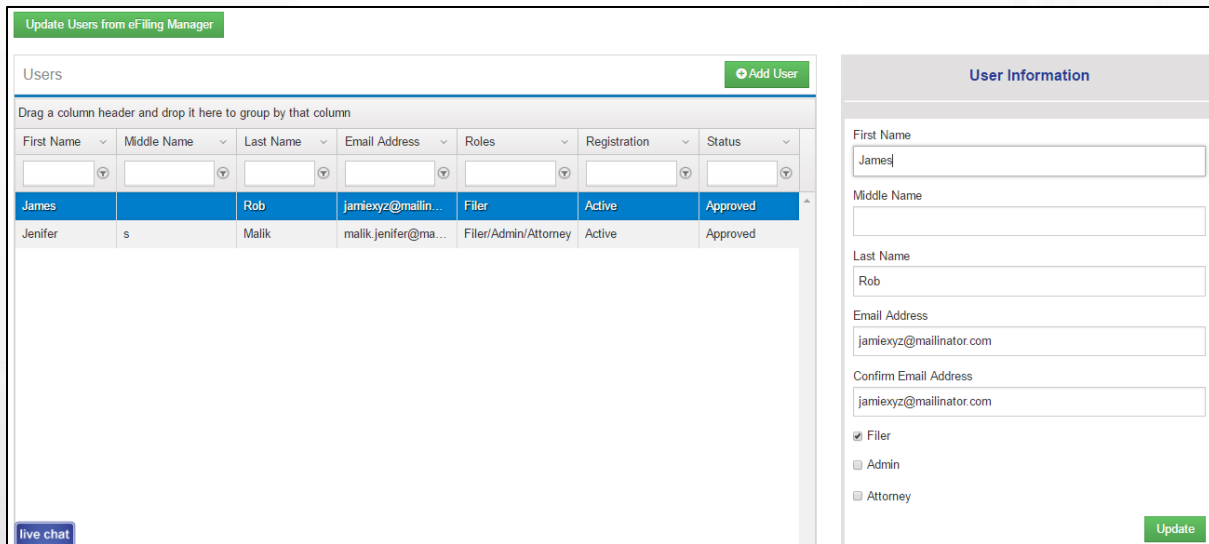 Update Users from eFiling Manager
Users
Add User
Drag a column header and drop it here to group by that column
First Name Middle Name Last Name Email Address Roles Registration Status
James Rob jamiexyz@mailin... Filer Active Approved
Jenifer s Malik malik.jenifer@ma... Filer/Admin/Attorney Active Approved
live chat
User Information
First Name
James
Middle Name
Last Name
Rob
Email Address
jamiexyz@mailinator.com
Confirm Email Address
jamiexyz@mailinator.com
Filer
Admin
Attorney
Update